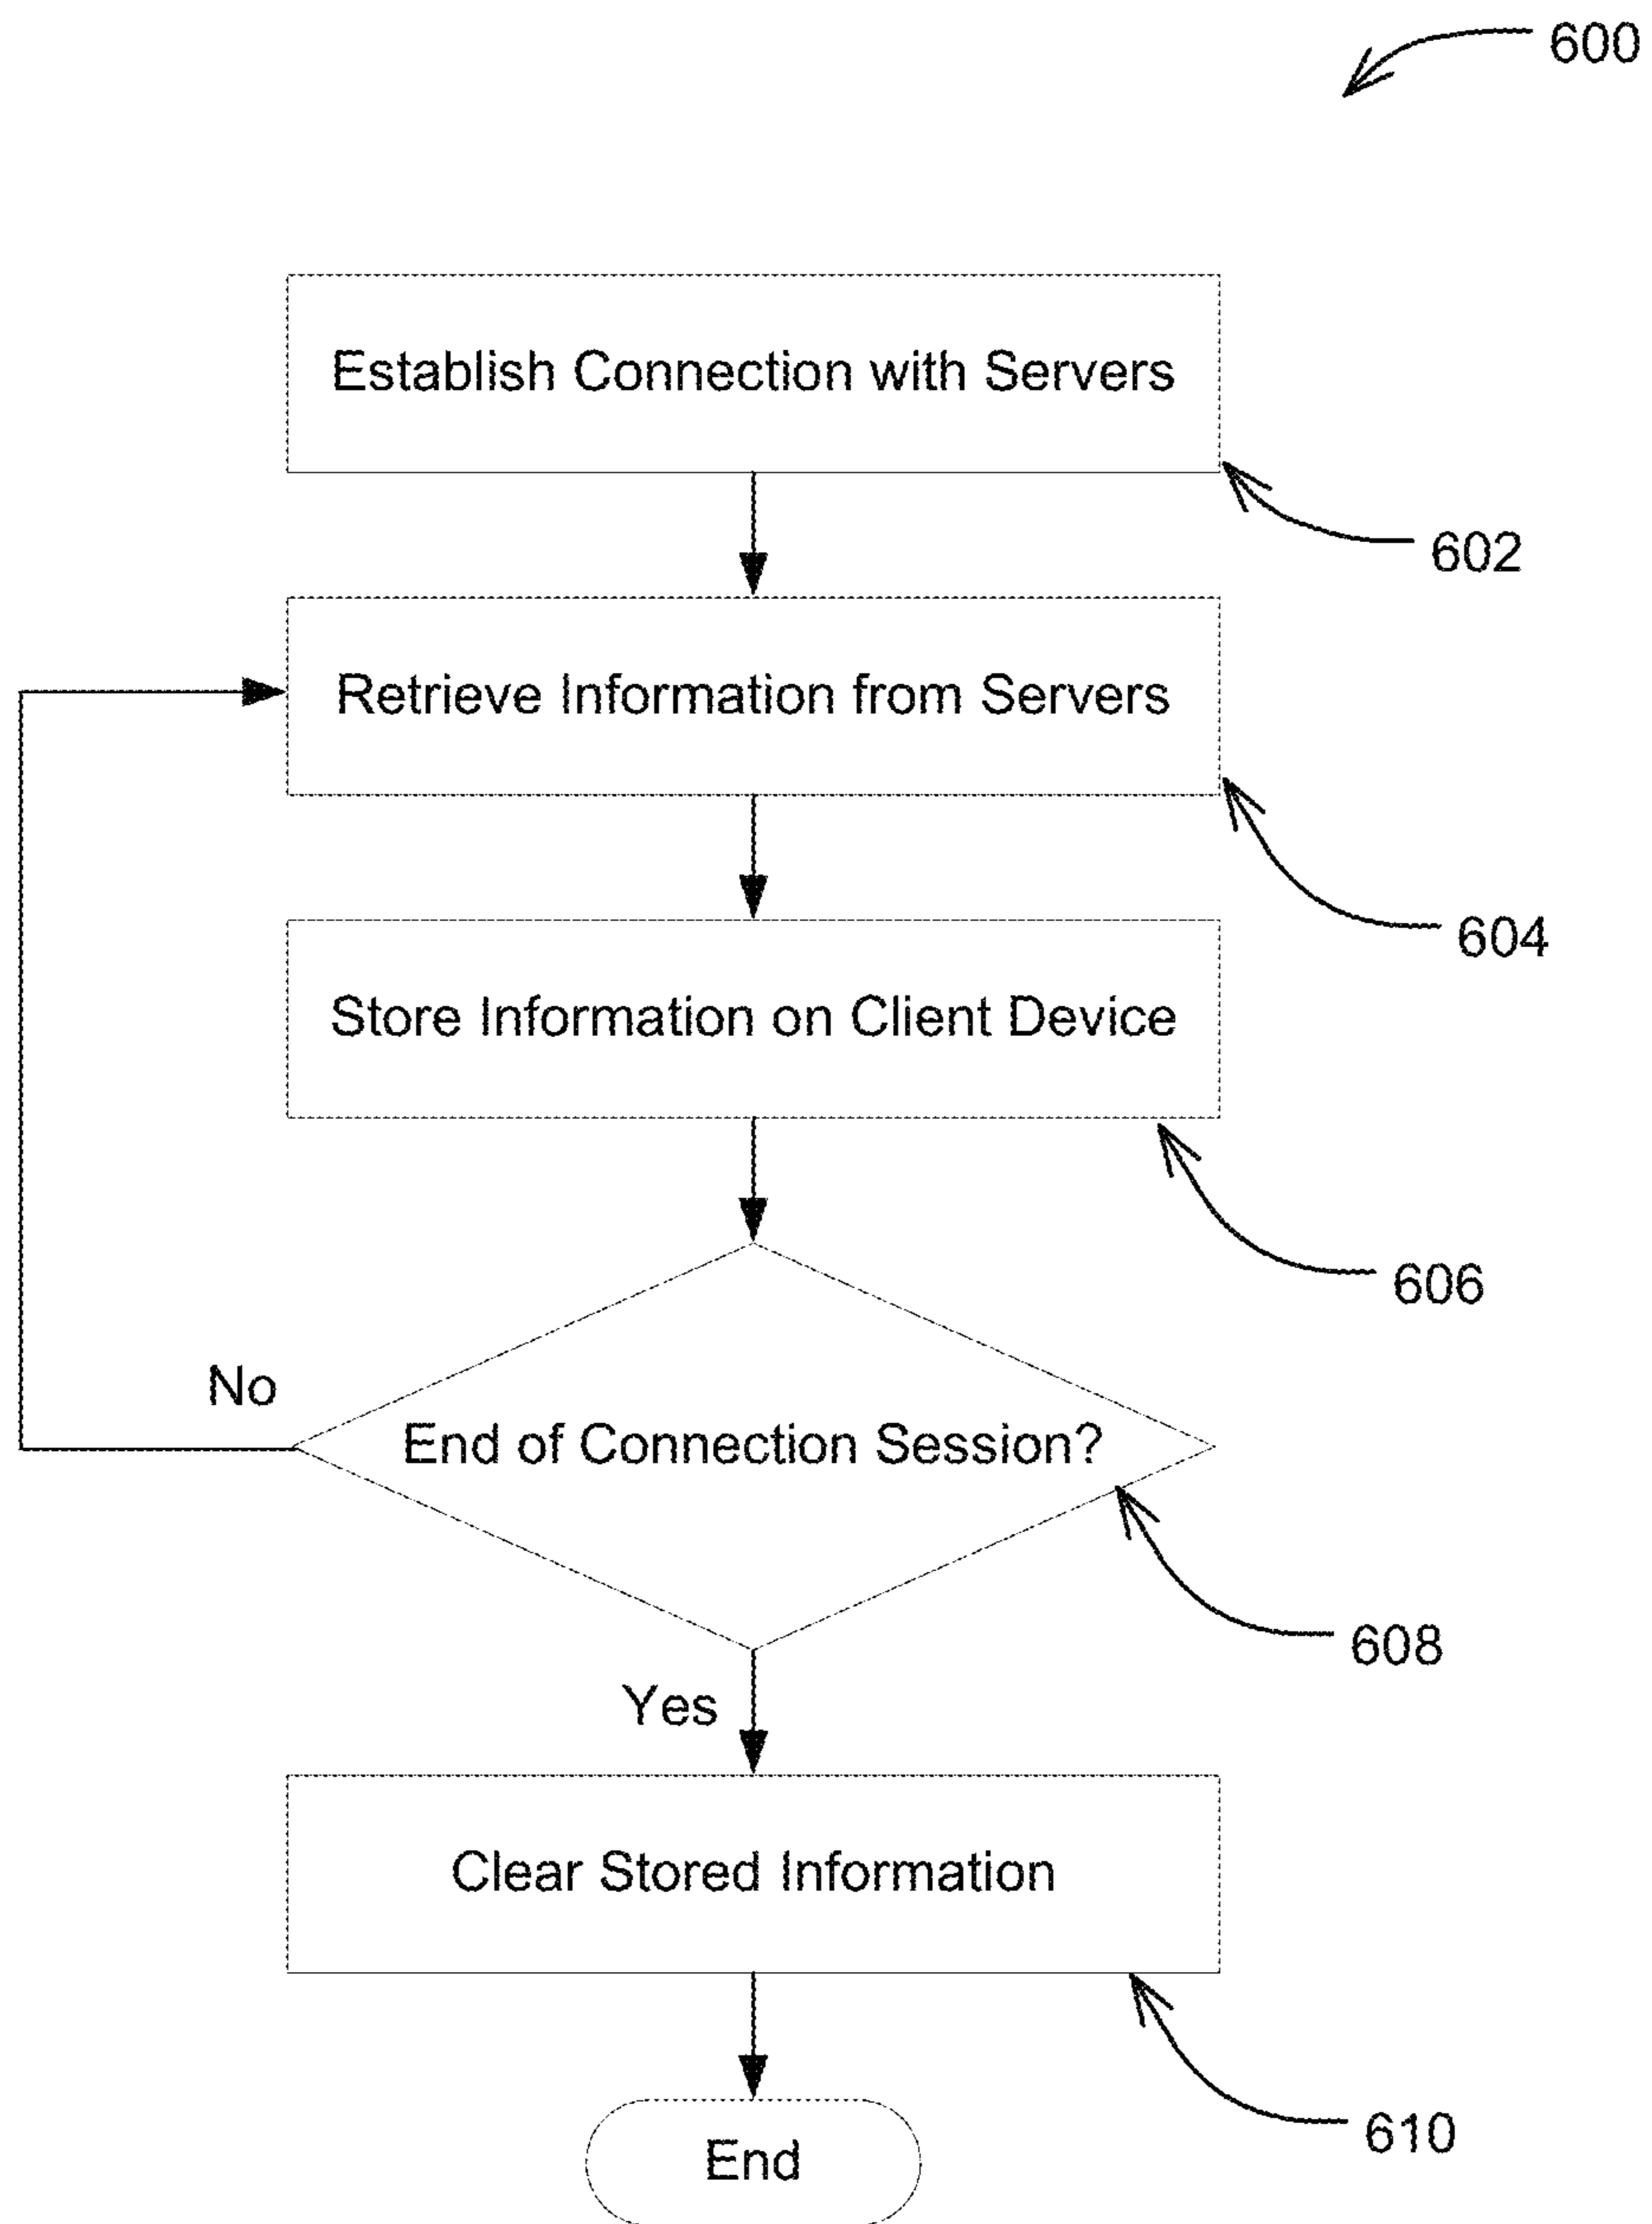 600
Establish Connection with Servers
602
Retrieve Information from Servers
604
Store Information on Client Device
606
No
End of Connection Session?
608
Yes
Clear Stored Information
610
End